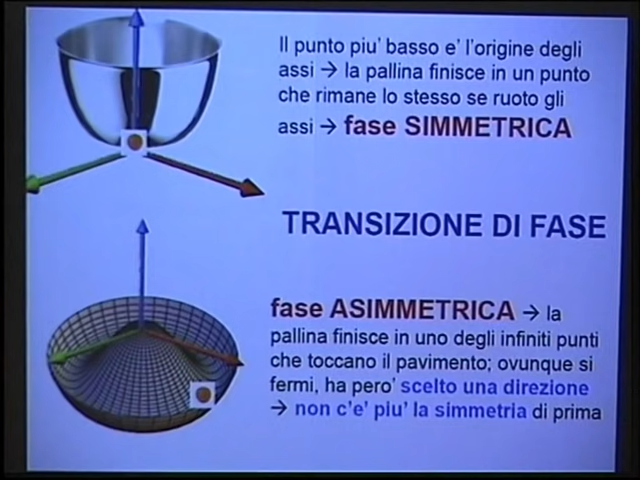 Il punto piu' basso e' l'origine degli
assi → la pallina finisce in un punto
che rimane lo stesso se ruoto gli
assi → fase SIMMETRICA
TRANSIZIONE DI FASE
fase ASIMMETRICA → la
pallina finisce in uno degli infiniti punti
che toccano il pavimento; ovunque si
fermi, ha pero' scelto una direzione
→ non c'e' piu' la simmetria di prima